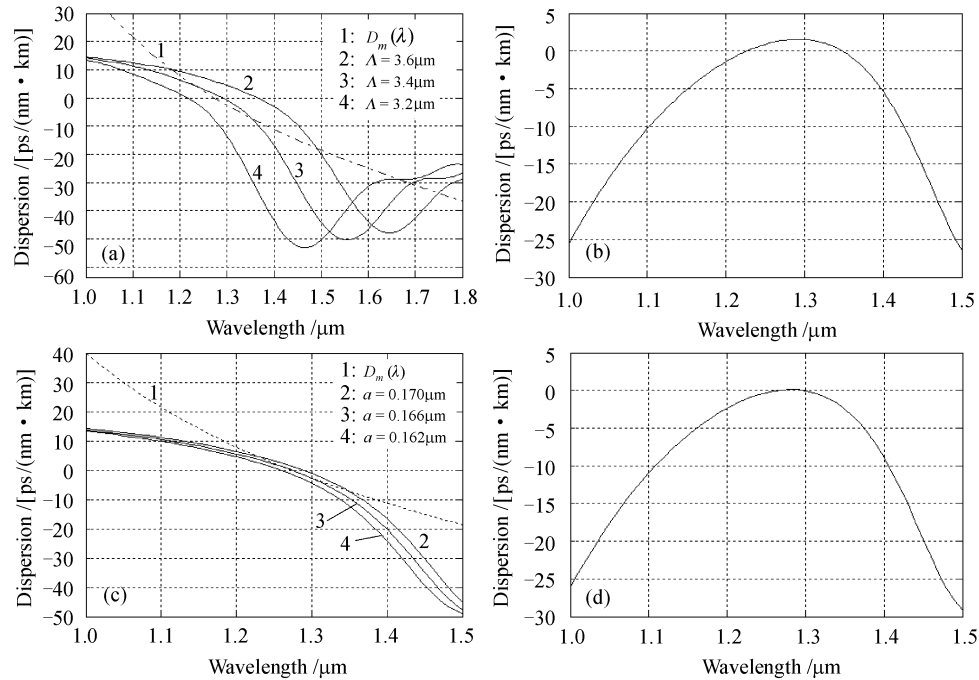 30
20
10
0
−10
−20
−30
−40
−50
−60
Dispersion /[ps/(nm·km)]
1
2
3
4
1: Dm(λ)
2: Λ = 3.6μm
3: Λ = 3.4μm
4: Λ = 3.2μm
(a)
1.0 1.1 1.2 1.3 1.4 1.5 1.6 1.7 1.8
Wavelength /μm
5
0
−5
−10
−15
−20
−25
−30
Dispersion /[ps/(nm·km)]
(b)
1.0 1.1 1.2 1.3 1.4 1.5
Wavelength /μm
40
30
20
10
0
−10
−20
−30
−40
−50
Dispersion /[ps/(nm·km)]
1
2
3
4
1: Dm(λ)
2: a = 0.170μm
3: a = 0.166μm
4: a = 0.162μm
(c)
1.0 1.1 1.2 1.3 1.4 1.5
Wavelength /μm
5
0
−5
−10
−15
−20
−25
−30
Dispersion /[ps/(nm·km)]
(d)
1.0 1.1 1.2 1.3 1.4 1.5
Wavelength /μm